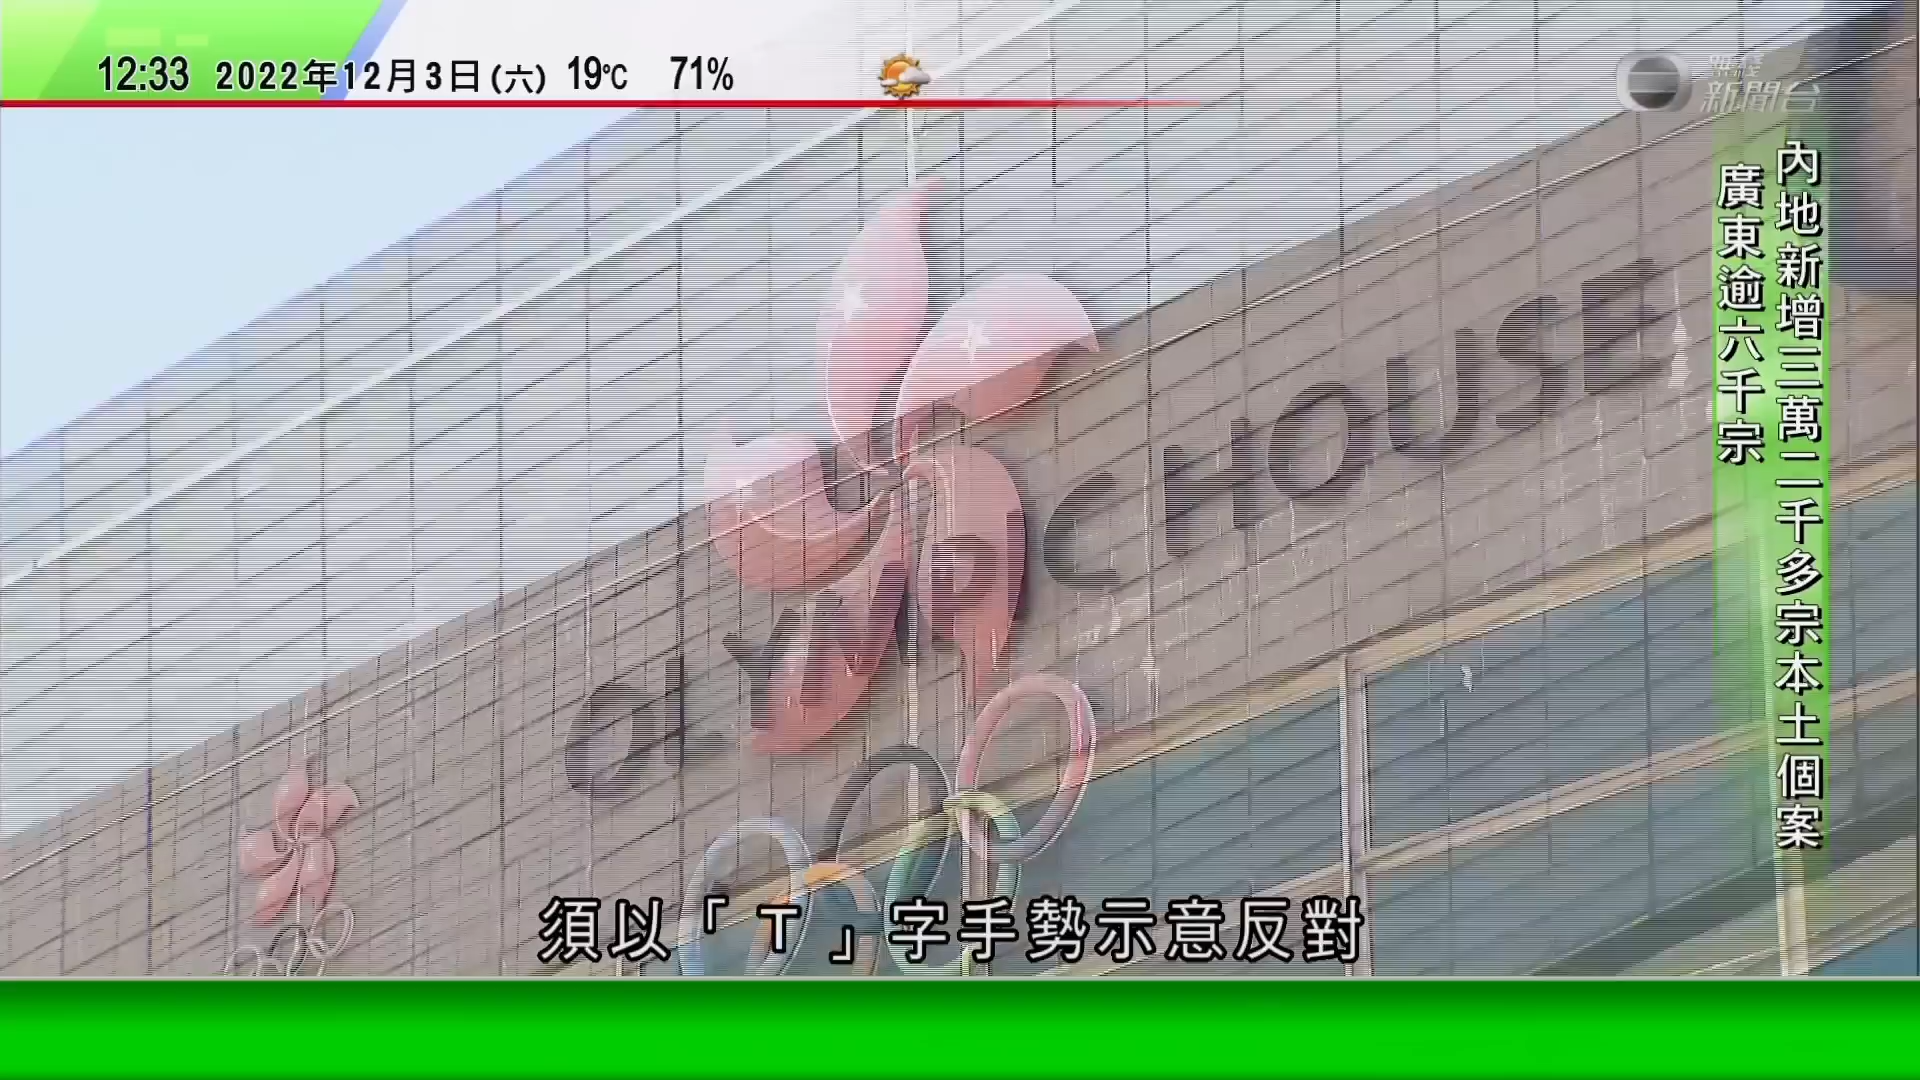 12:33 2022年12月3日(六) 19℃ 71%
無綫
新聞台
內地新增三萬二千多宗本土個案
廣東逾六千宗
OLYMPIC HOUSE
須以「T」字手勢示意反對